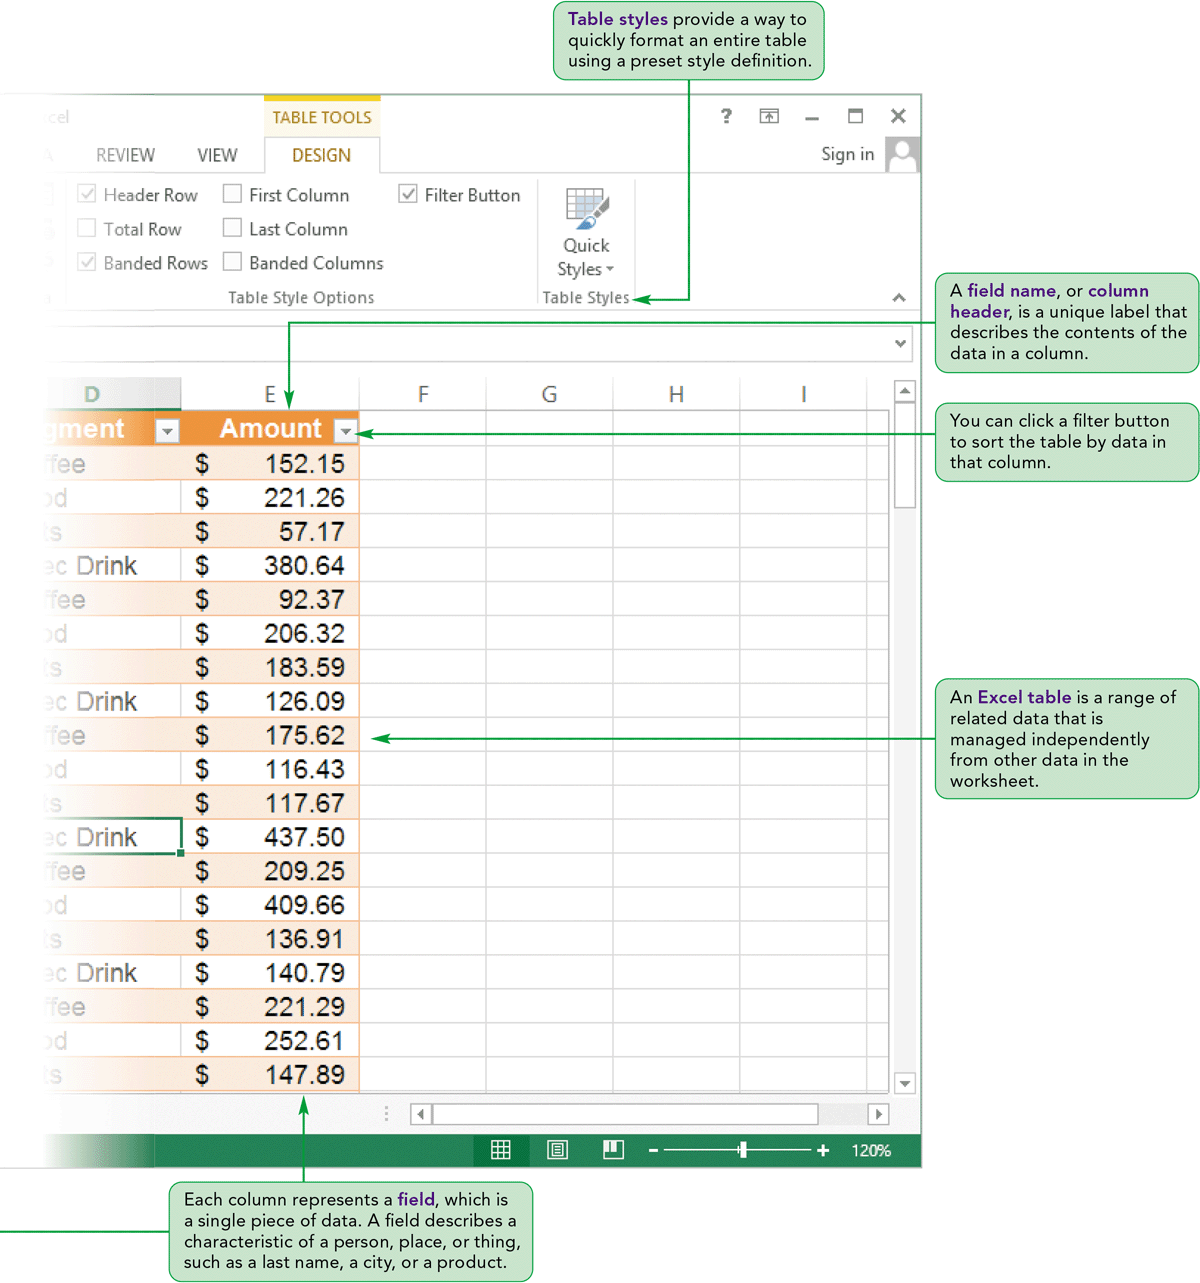 Table styles provide a way to
quickly format an entire table
using a preset style definition.
TABLE TOOLS
?
REVIEW VIEW DESIGN
Sign in
Header Row First Column Filter Button
Total Row Last Column
Banded Rows Banded Columns
Quick
Styles
Table Style Options Table Styles
A field name, or column
header, is a unique label that
describes the contents of the
data in a column.
D E F G H I
Amount
You can click a filter button
to sort the table by data in
that column.
$ 152.15
$ 221.26
$ 57.17
Drink $ 380.64
$ 92.37
$ 206.32
$ 183.59
Drink $ 126.09
$ 175.62
$ 116.43
$ 117.67
Drink $ 437.50
$ 209.25
$ 409.66
$ 136.91
Drink $ 140.79
$ 221.29
$ 252.61
$ 147.89
An Excel table is a range of
related data that is
managed independently
from other data in the
worksheet.
120%
Each column represents a field, which is
a single piece of data. A field describes a
characteristic of a person, place, or thing,
such as a last name, a city, or a product.